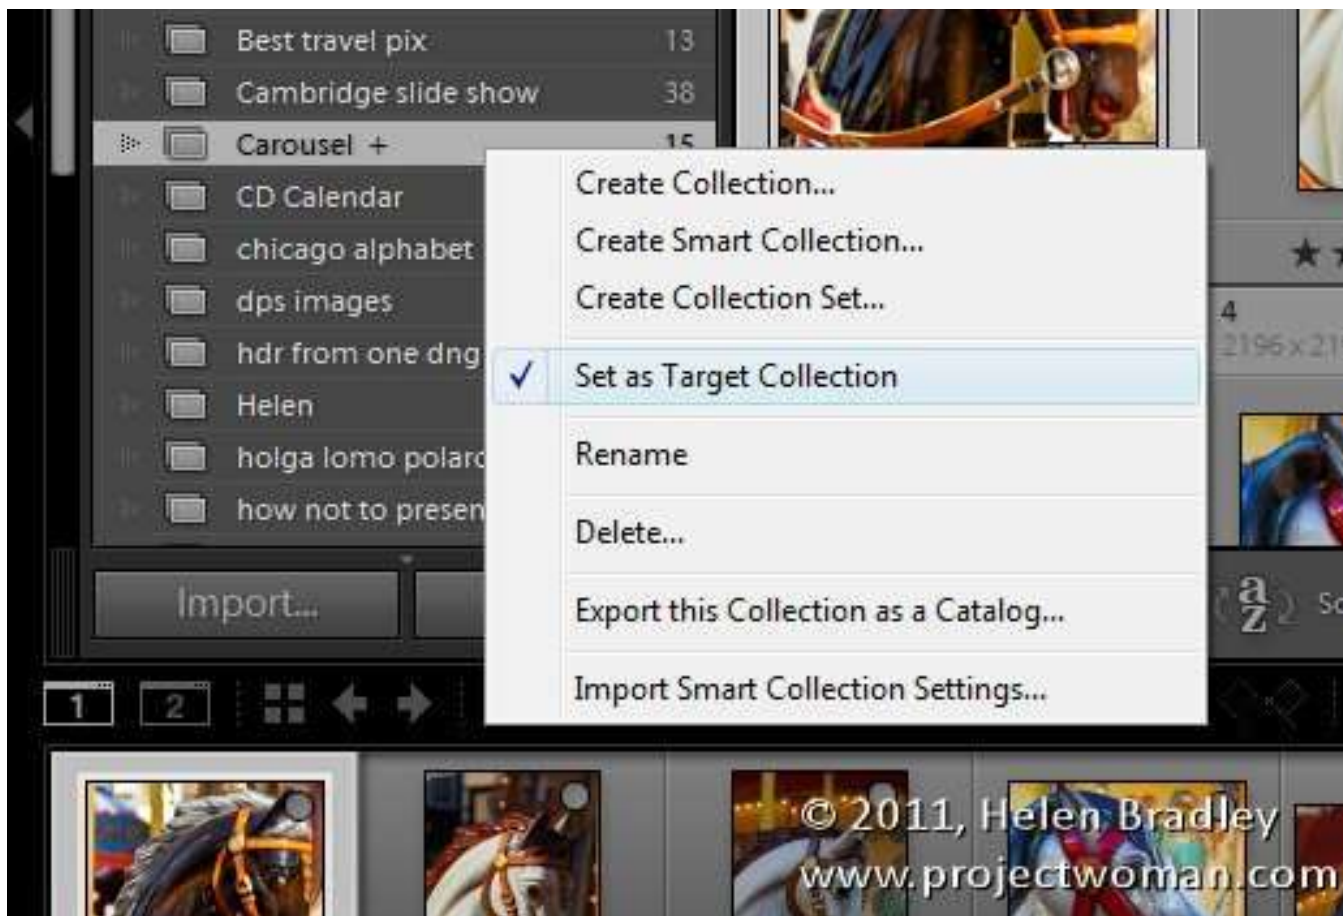 Best travel pix 13
Cambridge slide show 38
Carousel + 15
CD Calendar
chicago alphabet
dps images
hdr from one dng
Helen
holga lomo
how not to
Import...
Create Collection...
Create Smart Collection...
Create Collection Set...
Set as Target Collection
Rename
Delete...
Export this Collection as a Catalog...
Import Smart Collection Settings...
4
a
z
1
2
© 2011, Helen Bradley
www.projectwoman.com